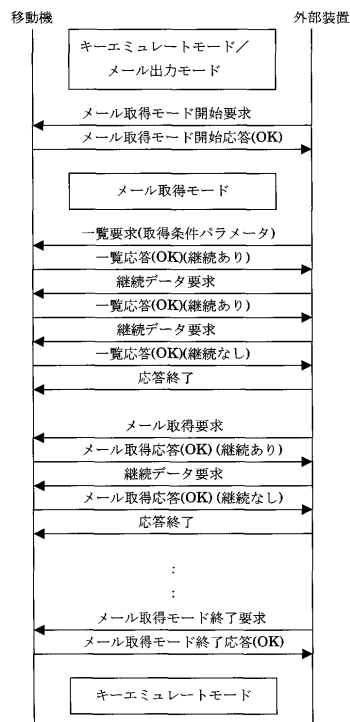 移動機 外部装置
キーエミュレートモード／
メール出力モード
メール取得モード開始要求
メール取得モード開始応答(OK)
メール取得モード
一覧要求(取得条件パラメータ)
一覧応答(OK)(継続あり)
継続データ要求
一覧応答(OK)(継続あり)
継続データ要求
一覧応答(OK)(継続なし)
応答終了
メール取得要求
メール取得応答(OK) (継続あり)
継続データ要求
メール取得応答(OK) (継続なし)
応答終了
:
:
メール取得モード終了要求
メール取得モード終了応答(OK)
キーエミュレートモード